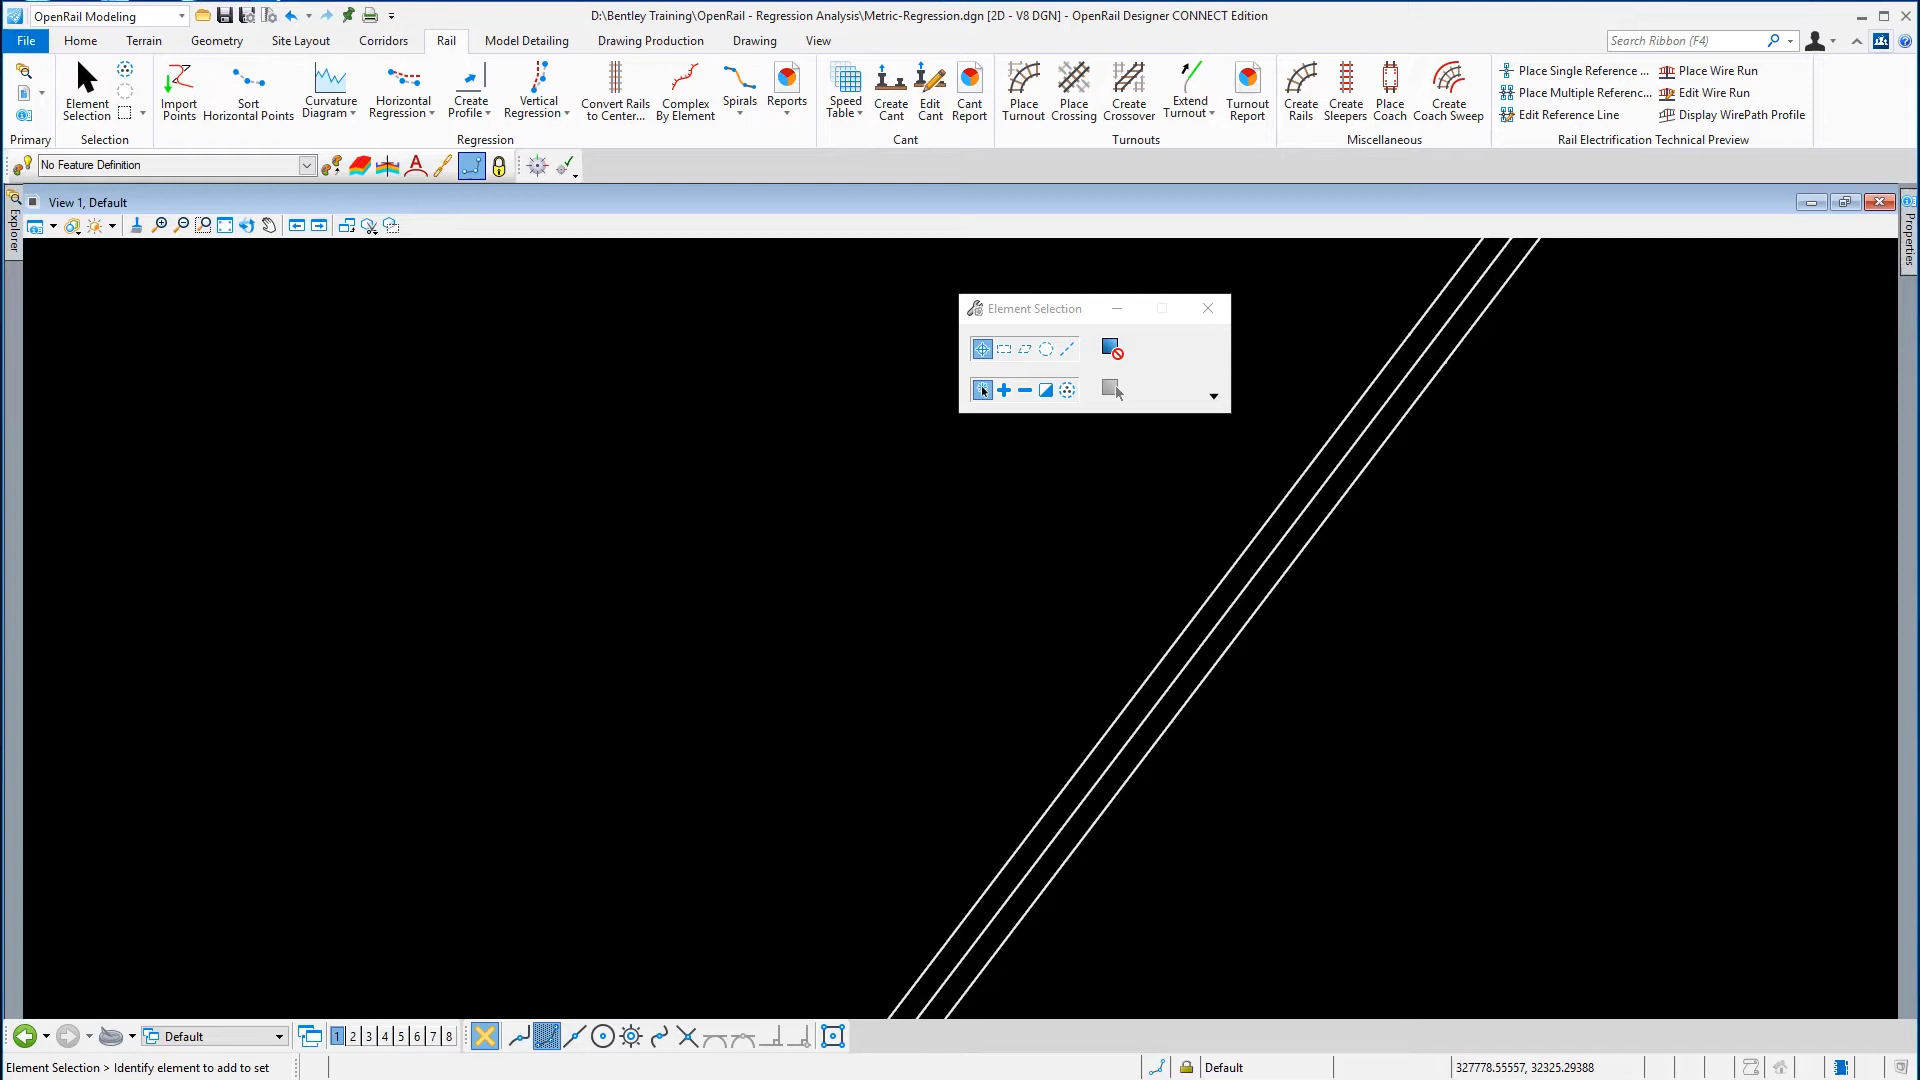 OpenRail Modeling
D:\Bentley Training\OpenRail - Regression Analysis\Metric-Regression.dgn [2D - V8 DGN] - OpenRail Designer CONNECT Edition
File Home Terrain Geometry Site Layout Corridors Rail Model Detailing Drawing Production Drawing View
Search Ribbon (F4)
Element Selection
Import Points
Sort Horizontal Points
Curvature Diagram
Horizontal Regression
Create Profile
Vertical Regression
Convert Rails to Center...
Complex By Element
Spirals
Reports
Speed Table
Create Cant
Edit Cant
Cant Report
Place Turnout
Place Crossing
Create Crossover
Extend Turnout
Turnout Report
Create Rails
Create Sleepers
Place Coach
Create Coach Sweep
Place Single Reference ...
Place Multiple Referenc...
Edit Reference Line
Place Wire Run
Edit Wire Run
Display WirePath Profile
Primary Selection Regression Cant Turnouts Miscellaneous Rail Electrification Technical Preview
No Feature Definition
View 1, Default
Explorer
Properties
Element Selection
Default
1 2 3 4 5 6 7 8
Element Selection > Identify element to add to set
Default
327778.55557, 32325.29388